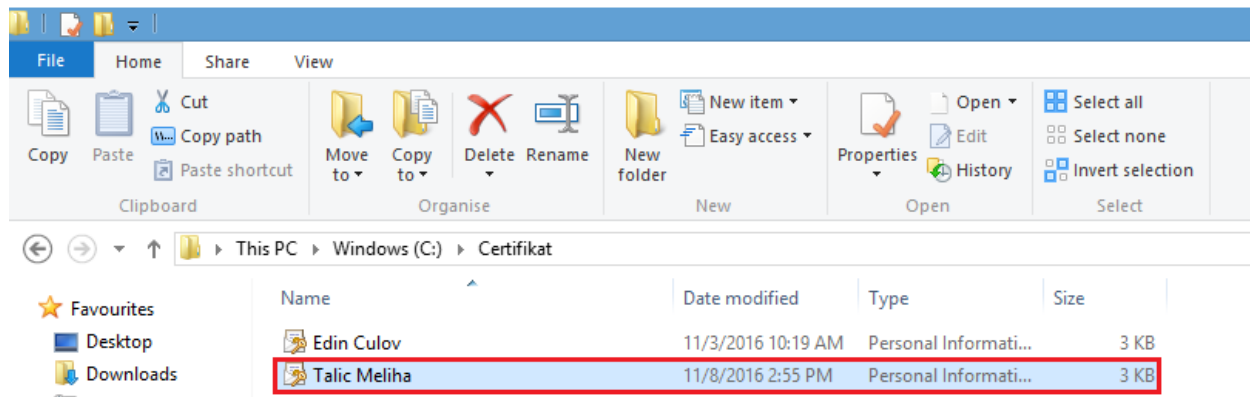 File Home Share View
Cut New item Open Select all
Copy path Easy access Edit Select none
Copy Paste Paste shortcut Move to Copy to Delete Rename New folder Properties History Invert selection
Clipboard Organise New Open Select
This PC Windows (C:) Certifikat
Name Date modified Type Size
Favourites
Desktop Edin Culov 11/3/2016 10:19 AM Personal Informati... 3 KB
Downloads Talic Meliha 11/8/2016 2:55 PM Personal Informati... 3 KB